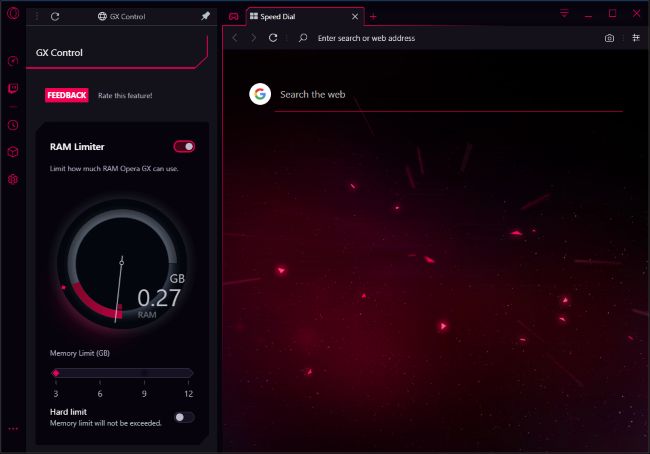 GX Control
GX Control
FEEDBACK Rate this feature!
RAM Limiter
Limit how much RAM Opera GX can use.
GB
0.27
RAM
Memory Limit (GB)
3 6 9 12
Hard limit
Memory limit will not be exceeded.
Speed Dial
Enter search or web address
G Search the web